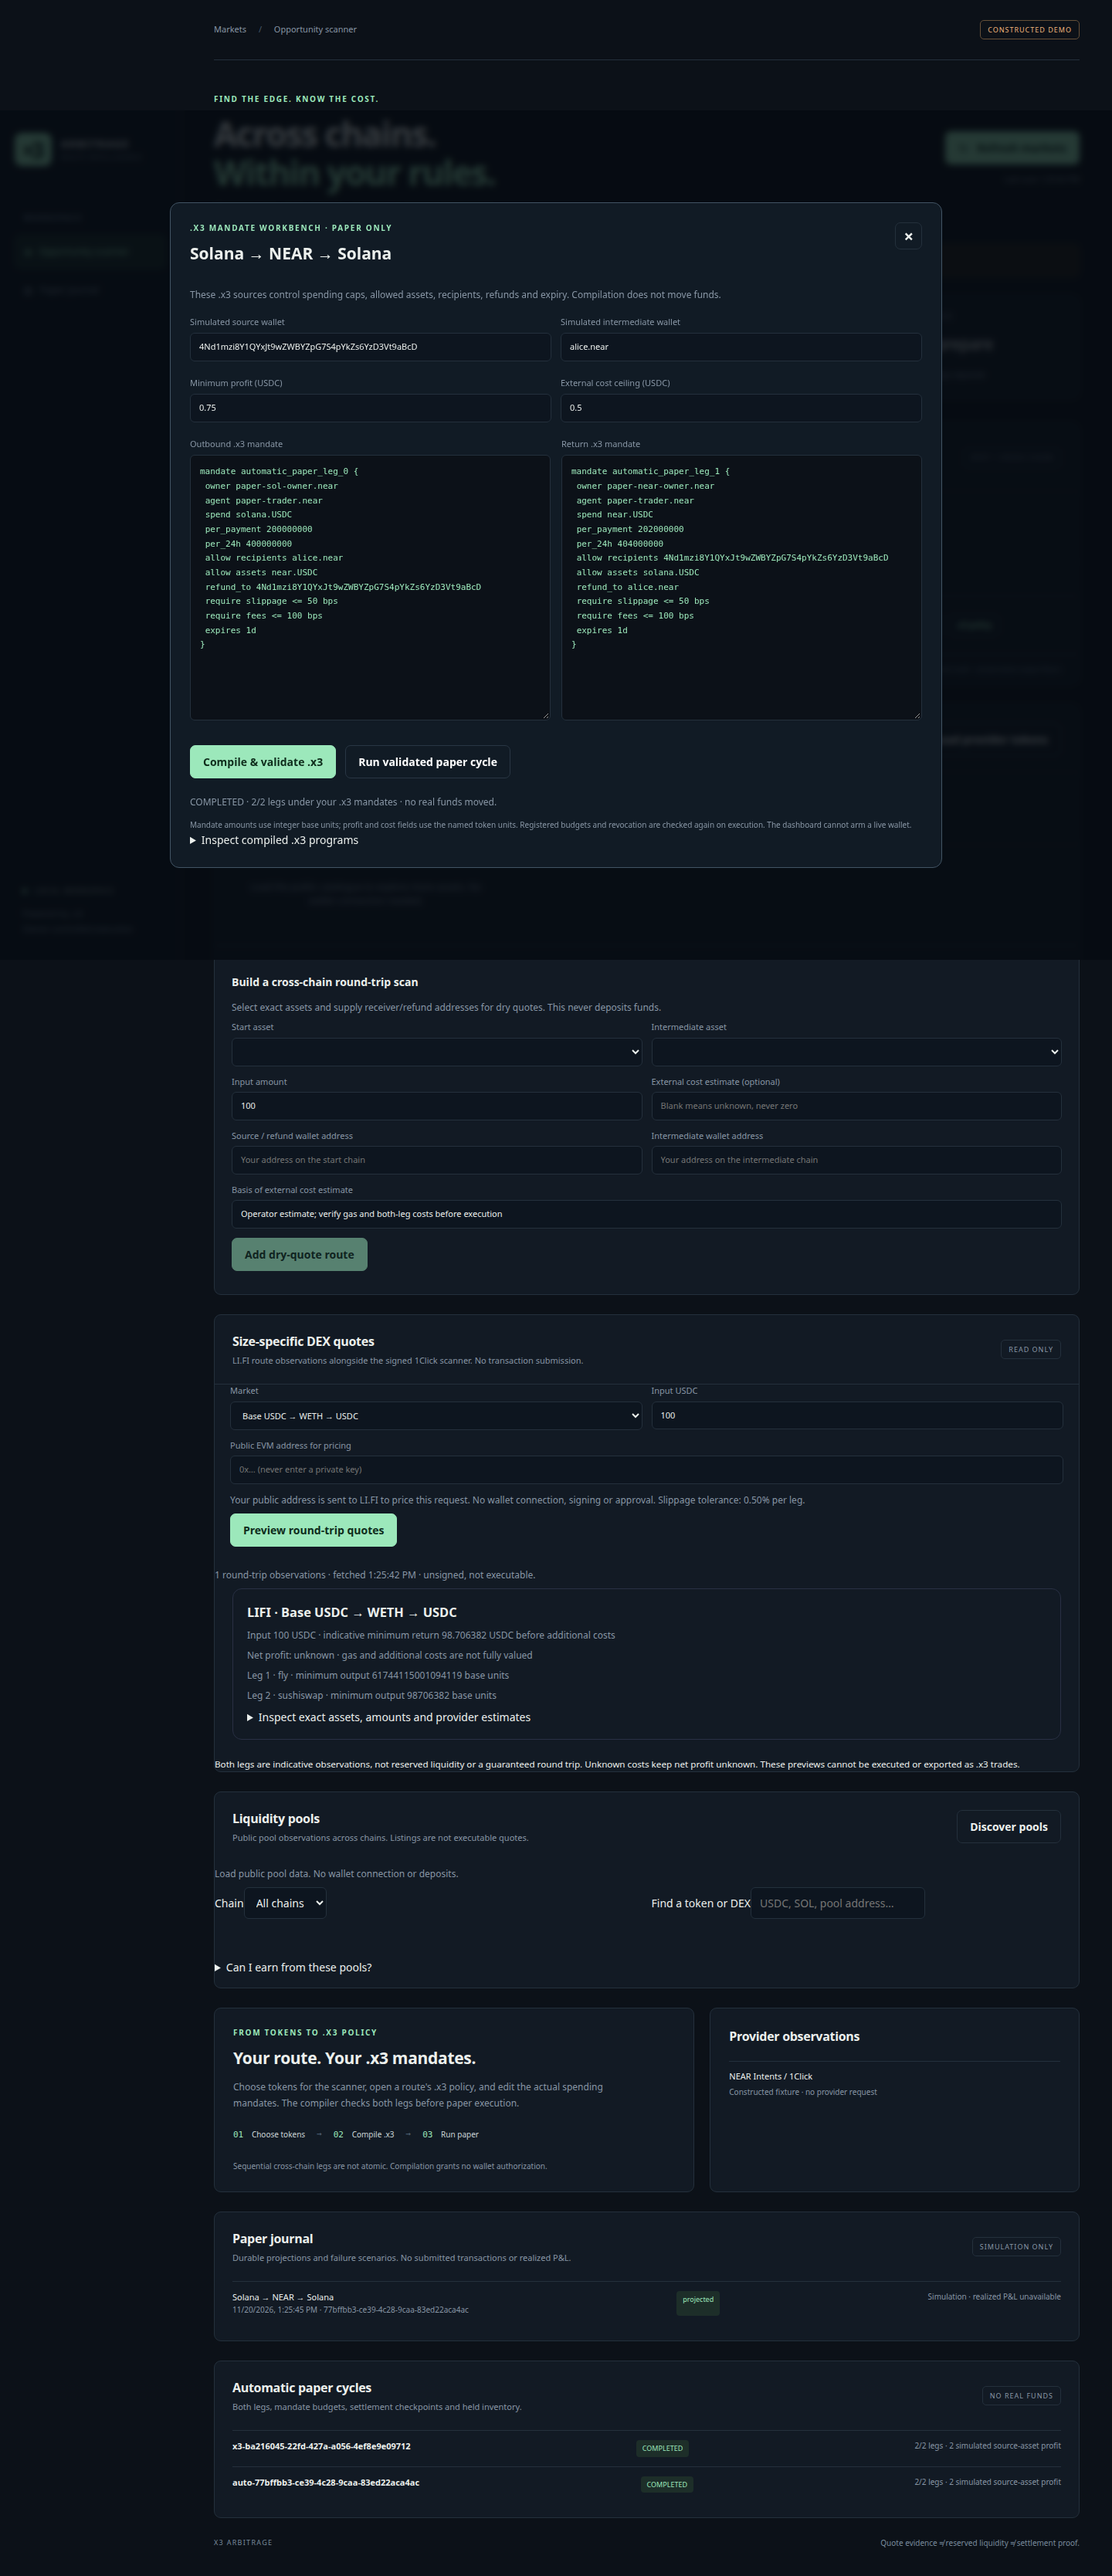 Markets / Opportunity scanner
CONSTRUCTED DEMO
FIND THE EDGE. KNOW THE COST.
Across chains.
Within your rules.
.X3 MANDATE WORKBENCH · PAPER ONLY
Solana → NEAR → Solana
×
These .x3 sources control spending caps, allowed assets, recipients, refunds and expiry. Compilation does not move funds.
Simulated source wallet
4Nd1mzi8Y1QYxJt9wZWBYZpG7S4pYkZs6YzD3Vt9aBcD
Simulated intermediate wallet
alice.near
Minimum profit (USDC)
0.75
External cost ceiling (USDC)
0.5
Outbound .x3 mandate
mandate automatic_paper_leg_0 {
owner paper-sol-owner.near
agent paper-trader.near
spend solana.USDC
per_payment 200000000
per_24h 400000000
allow recipients alice.near
allow assets near.USDC
refund_to 4Nd1mzi8Y1QYxJt9wZWBYZpG7S4pYkZs6YzD3Vt9aBcD
require slippage <= 50 bps
require fees <= 100 bps
expires 1d
}
Return .x3 mandate
mandate automatic_paper_leg_1 {
owner paper-near-owner.near
agent paper-trader.near
spend near.USDC
per_payment 202000000
per_24h 404000000
allow recipients 4Nd1mzi8Y1QYxJt9wZWBYZpG7S4pYkZs6YzD3Vt9aBcD
allow assets solana.USDC
refund_to alice.near
require slippage <= 50 bps
require fees <= 100 bps
expires 1d
}
Compile & validate .x3
Run validated paper cycle
COMPLETED · 2/2 legs under your .x3 mandates · no real funds moved.
Mandate amounts use integer base units; profit and cost fields use the named token units. Registered budgets and revocation are checked again on execution. The dashboard cannot arm a live wallet.
▶ Inspect compiled .x3 programs
Build a cross-chain round-trip scan
Select exact assets and supply receiver/refund addresses for dry quotes. This never deposits funds.
Start asset
Intermediate asset
Input amount
100
External cost estimate (optional)
Blank means unknown, never zero
Source / refund wallet address
Your address on the start chain
Intermediate wallet address
Your address on the intermediate chain
Basis of external cost estimate
Operator estimate; verify gas and both-leg costs before execution
Add dry-quote route
Size-specific DEX quotes
LI.FI route observations alongside the signed 1Click scanner. No transaction submission.
READ ONLY
Market
Base USDC → WETH → USDC
Input USDC
100
Public EVM address for pricing
0x... (never enter a private key)
Your public address is sent to LI.FI to price this request. No wallet connection, signing or approval. Slippage tolerance: 0.50% per leg.
Preview round-trip quotes
1 round-trip observations · fetched 1:25:42 PM · unsigned, not executable.
LIFI · Base USDC → WETH → USDC
Input 100 USDC · indicative minimum return 98.706382 USDC before additional costs
Net profit: unknown · gas and additional costs are not fully valued
Leg 1 · fly · minimum output 61744115001094119 base units
Leg 2 · sushiswap · minimum output 98706382 base units
▶ Inspect exact assets, amounts and provider estimates
Both legs are indicative observations, not reserved liquidity or a guaranteed round trip. Unknown costs keep net profit unknown. These previews cannot be executed or exported as .x3 trades.
Liquidity pools
Public pool observations across chains. Listings are not executable quotes.
Discover pools
Load public pool data. No wallet connection or deposits.
Chain All chains
Find a token or DEX USDC, SOL, pool address...
▶ Can I earn from these pools?
FROM TOKENS TO .X3 POLICY
Your route. Your .x3 mandates.
Choose tokens for the scanner, open a route's .x3 policy, and edit the actual spending
mandates. The compiler checks both legs before paper execution.
01 Choose tokens → 02 Compile .x3 → 03 Run paper
Sequential cross-chain legs are not atomic. Compilation grants no wallet authorization.
Provider observations
NEAR Intents / 1Click
Constructed fixture · no provider request
Paper journal
Durable projections and failure scenarios. No submitted transactions or realized P&L.
SIMULATION ONLY
Solana → NEAR → Solana
11/20/2026, 1:25:45 PM · 77bffbb3-ce39-4c28-9caa-83ed22aca4ac
projected
Simulation · realized P&L unavailable
Automatic paper cycles
Both legs, mandate budgets, settlement checkpoints and held inventory.
NO REAL FUNDS
x3-ba216045-22fd-427a-a056-4ef8e9e09712
COMPLETED
2/2 legs · 2 simulated source-asset profit
auto-77bffbb3-ce39-4c28-9caa-83ed22aca4ac
COMPLETED
2/2 legs · 2 simulated source-asset profit
X3 ARBITRAGE
Quote evidence ≠ reserved liquidity ≠ settlement proof.